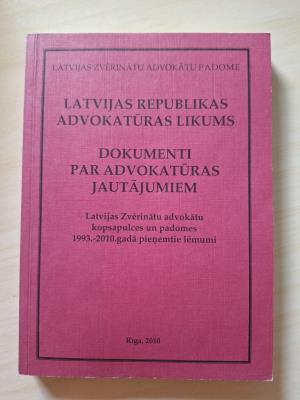 LATVIJAS ZVĒRINĀTU ADVOKĀTU PADOME
LATVIJAS REPUBLIKAS
ADVOKATŪRAS LIKUMS
DOKUMENTI
PAR ADVOKATŪRAS
JAUTĀJUMIEM
Latvijas Zvērinātu advokātu
kopsapulces un padomes
1993.-2010.gadā pieņemtie lēmumi
Rīga, 2010